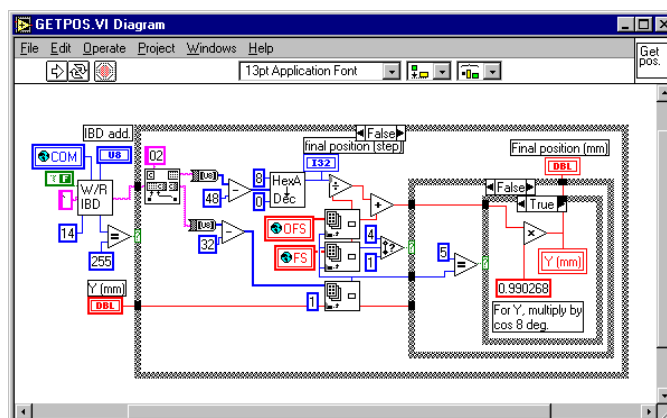 GETPOS.VI Diagram
File Edit Operate Project Windows Help
13pt Application Font
Get pos.
IBD add.
COM
U8
T F
W/R IBD
14
=
255
Y (mm)
DBL
False
02
[U8]
48
-
[U8]
32
-
8
0
HexA Dec
final position (step)
I32
÷
+
OFS
FS
1
4
1
?
5
=
False
True
Final position (mm)
DBL
x
Y (mm)
0.990268
For Y, multiply by
cos 8 deg.